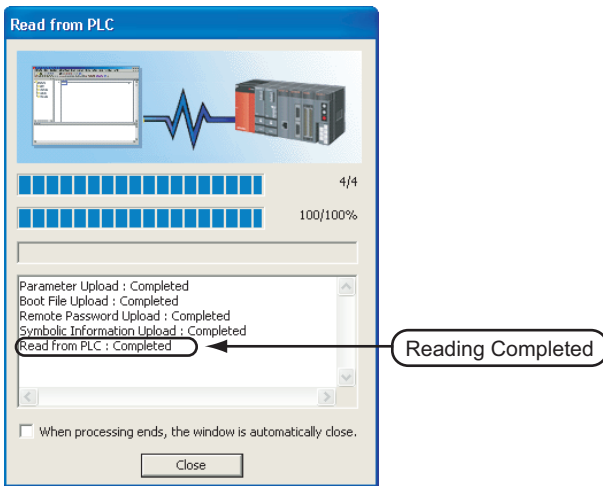 Read from PLC
4/4
100/100%
Parameter Upload : Completed
Boot File Upload : Completed
Remote Password Upload : Completed
Symbolic Information Upload : Completed
Read from PLC : Completed
Reading Completed
When processing ends, the window is automatically close.
Close